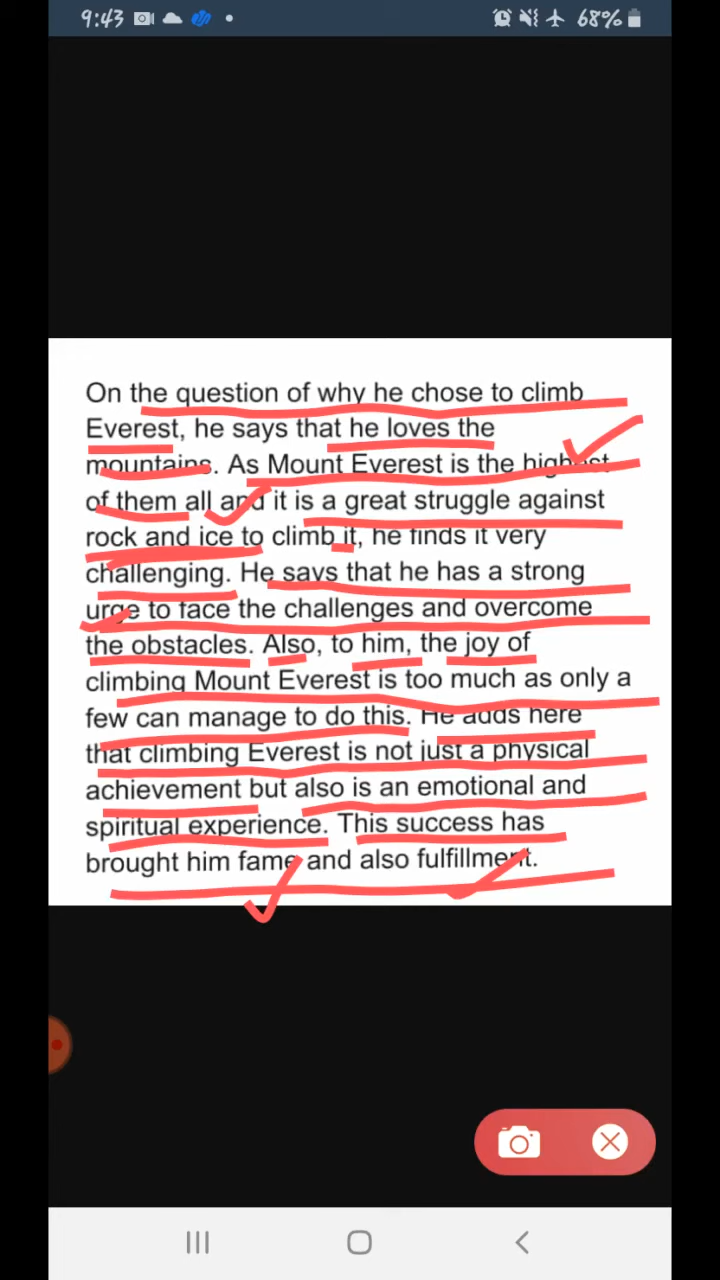 9:43 68%
On the question of why he chose to climb
Everest, he says that he loves the
mountains. As Mount Everest is the highest
of them all and it is a great struggle against
rock and ice to climb it, he finds it very
challenging. He says that he has a strong
urge to face the challenges and overcome
the obstacles. Also, to him, the joy of
climbing Mount Everest is too much as only a
few can manage to do this. He adds here
that climbing Everest is not just a physical
achievement but also is an emotional and
spiritual experience. This success has
brought him fame and also fulfillment.